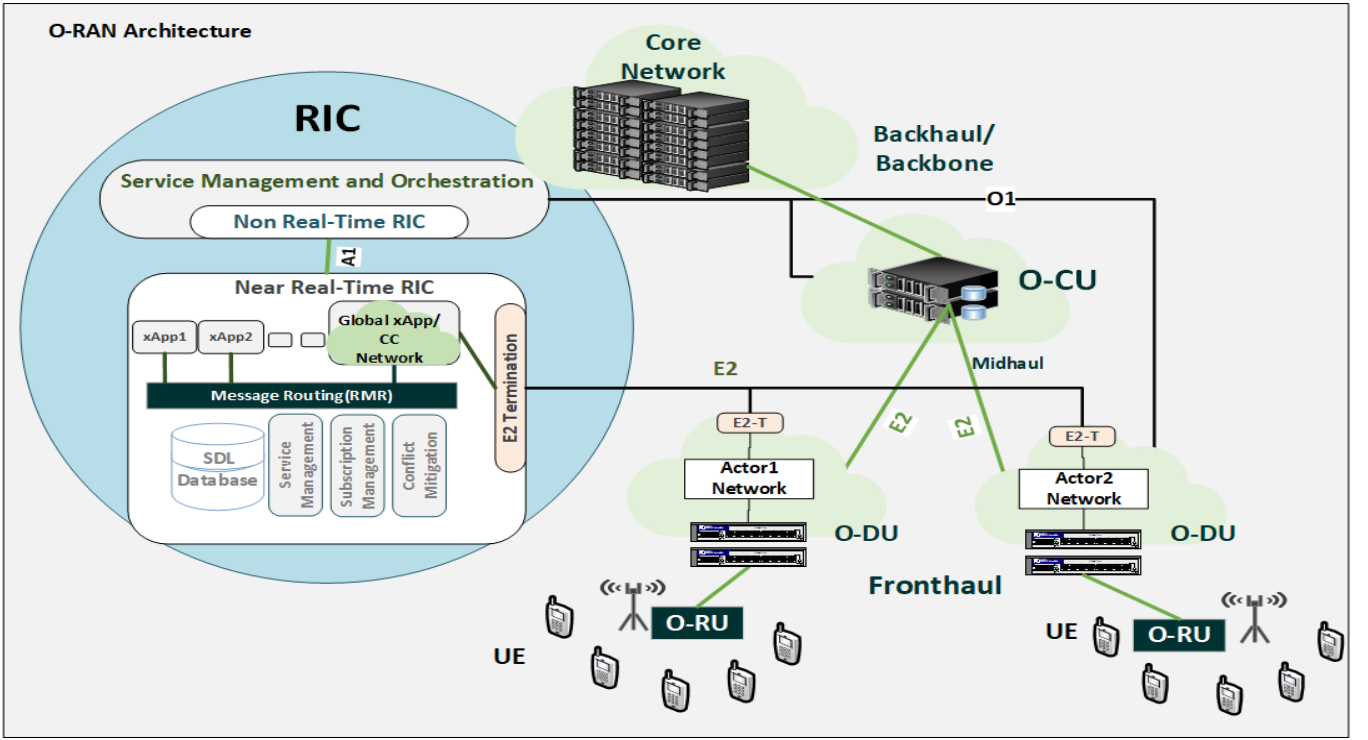 O-RAN Architecture
Core
Network
RIC
Backhaul/
Backbone
Service Management and Orchestration
O1
Non Real-Time RIC
A1
O-CU
Near Real-Time RIC
xApp1
xApp2
Global xApp/
CC
Network
E2 Termination
Midhaul
E2
Message Routing(RMR)
E2
E2
E2-T
E2-T
SDL
Database
Service
Management
Subscription
Management
Conflict
Mitigation
Actor1
Network
Actor2
Network
O-DU
O-DU
Fronthaul
O-RU
UE
UE
O-RU